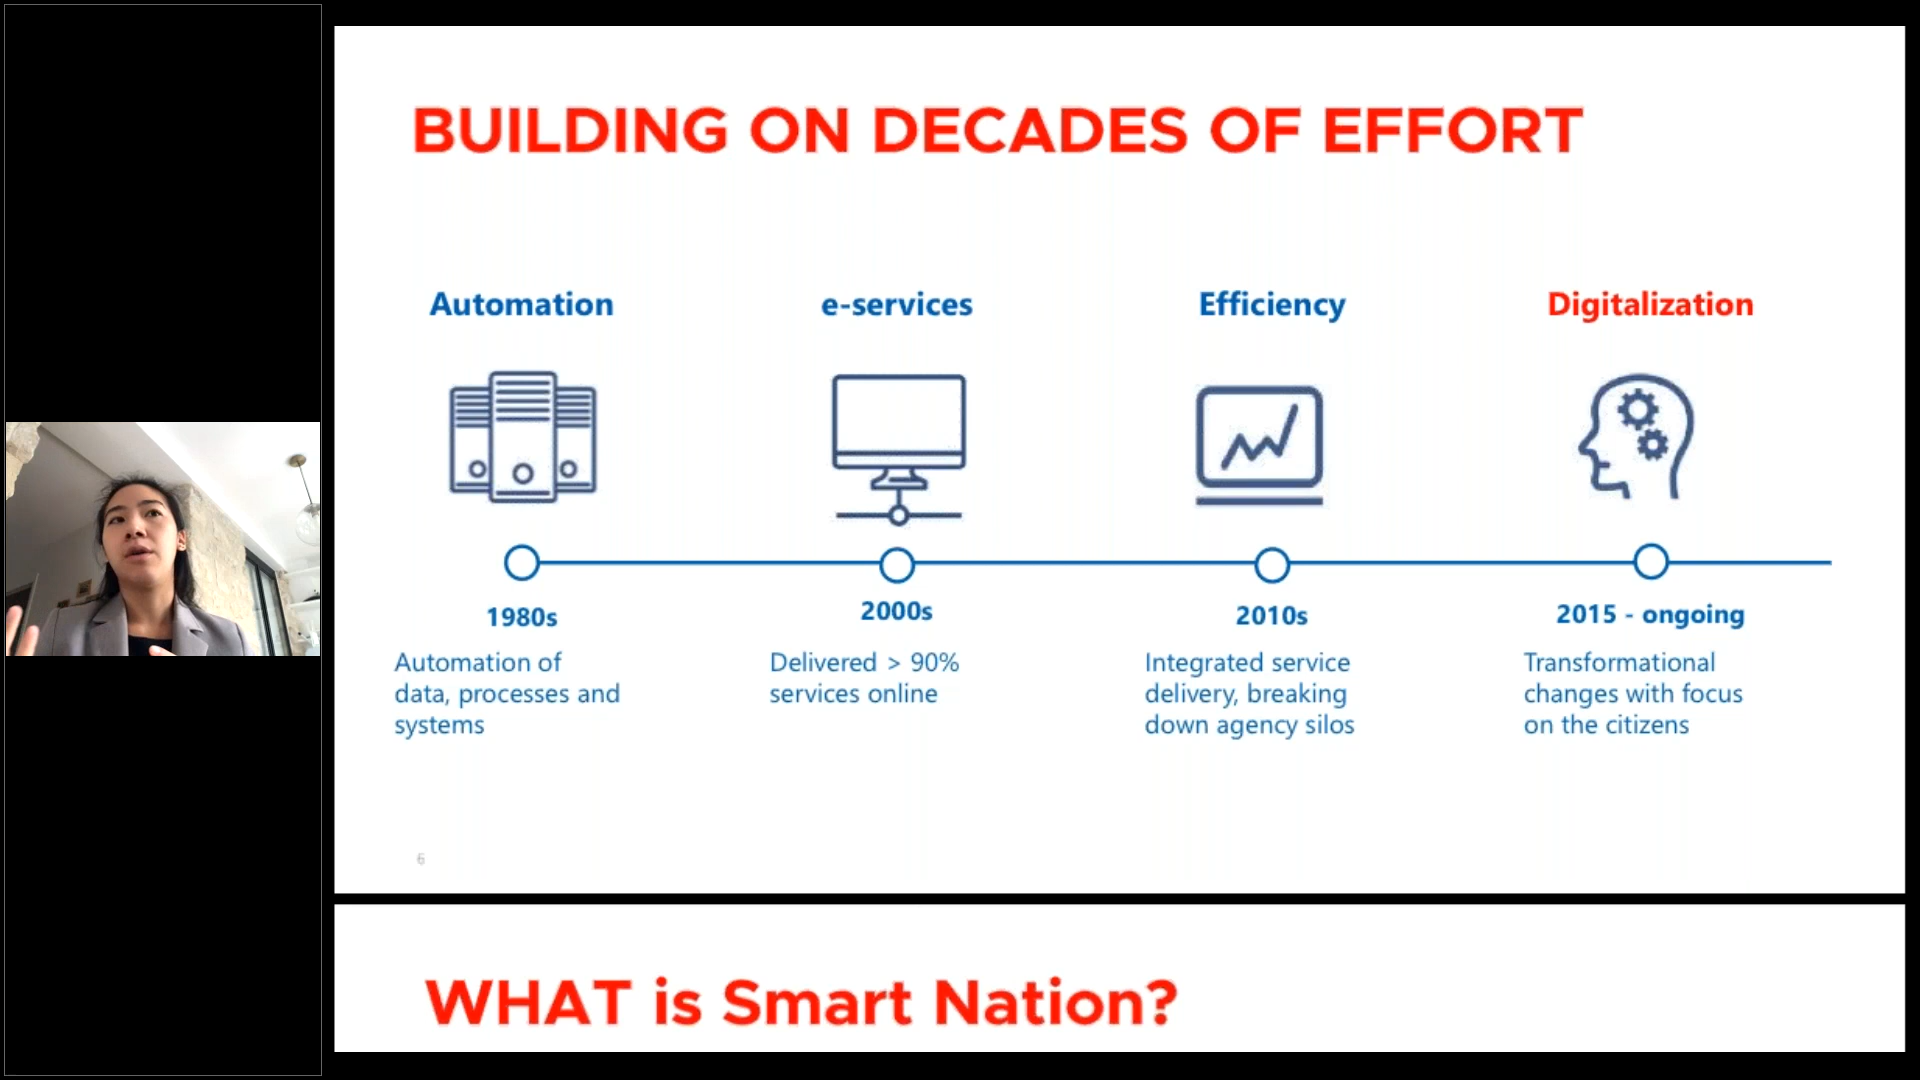 BUILDING ON DECADES OF EFFORT
Automation
e-services
Efficiency
Digitalization
1980s
2000s
2010s
2015 - ongoing
Automation of
data, processes and
systems
Delivered > 90%
services online
Integrated service
delivery, breaking
down agency silos
Transformational
changes with focus
on the citizens
6
WHAT is Smart Nation?